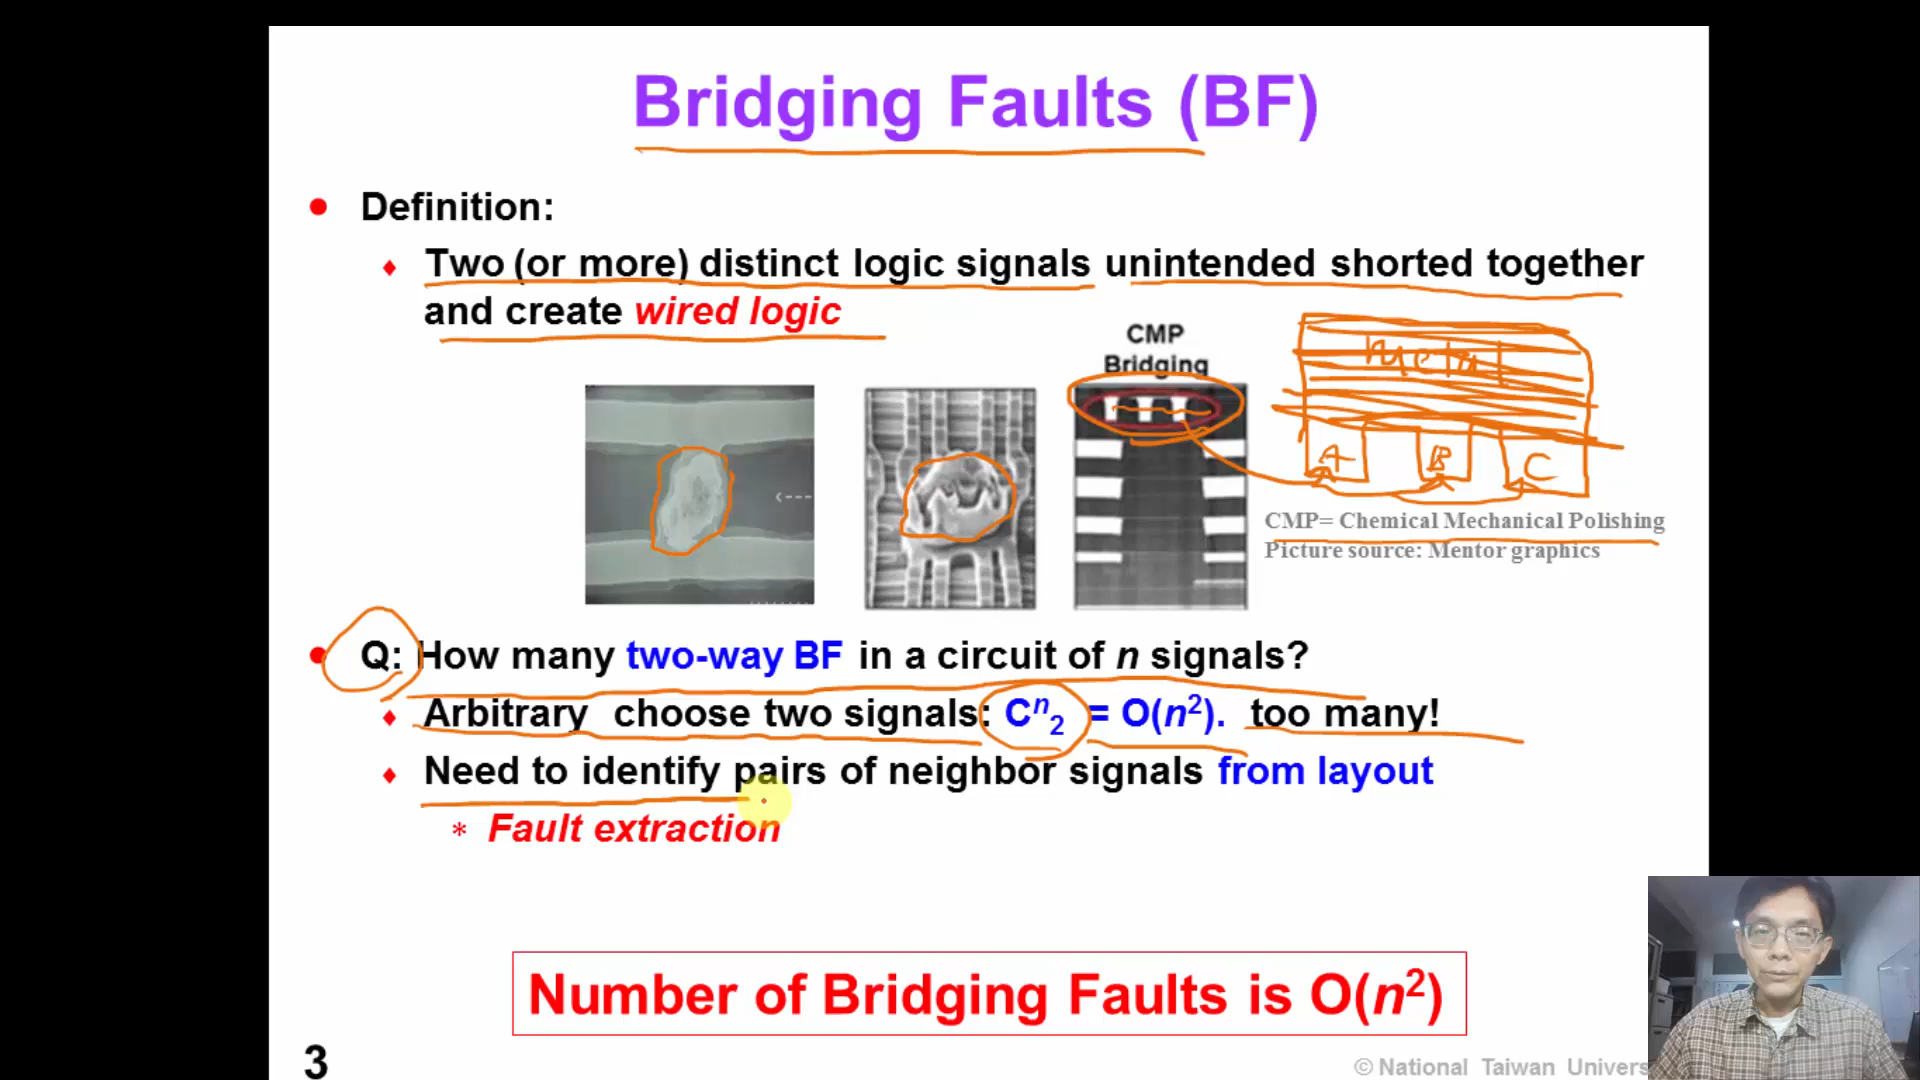 Bridging Faults (BF)
Definition:
Two (or more) distinct logic signals unintended shorted together
and create wired logic
CMP
Bridging
Metal
A B C
CMP= Chemical Mechanical Polishing
Picture source: Mentor graphics
Q: How many two-way BF in a circuit of n signals?
Arbitrary choose two signals: Cⁿ₂ = O(n²). too many!
Need to identify pairs of neighbor signals from layout
* Fault extraction
Number of Bridging Faults is O(n²)
3
© National Taiwan Univers